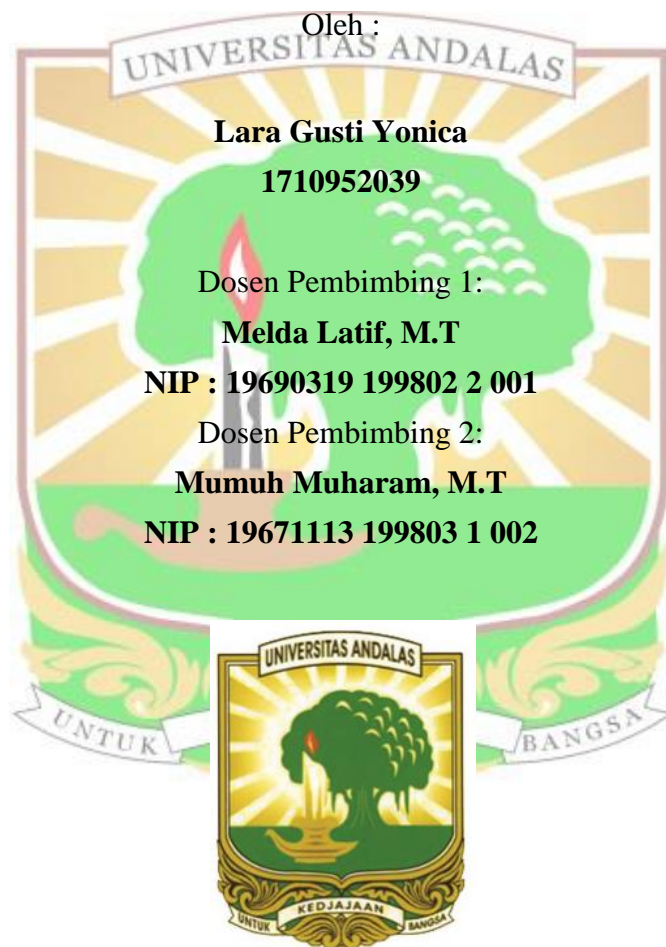 Oleh :
UNIVERSITAS ANDALAS
Lara Gusti Yonica
1710952039
Dosen Pembimbing 1:
Melda Latif, M.T
NIP : 19690319 199802 2 001
Dosen Pembimbing 2:
Mumuh Muharam, M.T
NIP : 19671113 199803 1 002
UNIVERSITAS ANDALAS
UNTUK
BANGSA
UNTUK
KEDJAJAAN
BANGSA